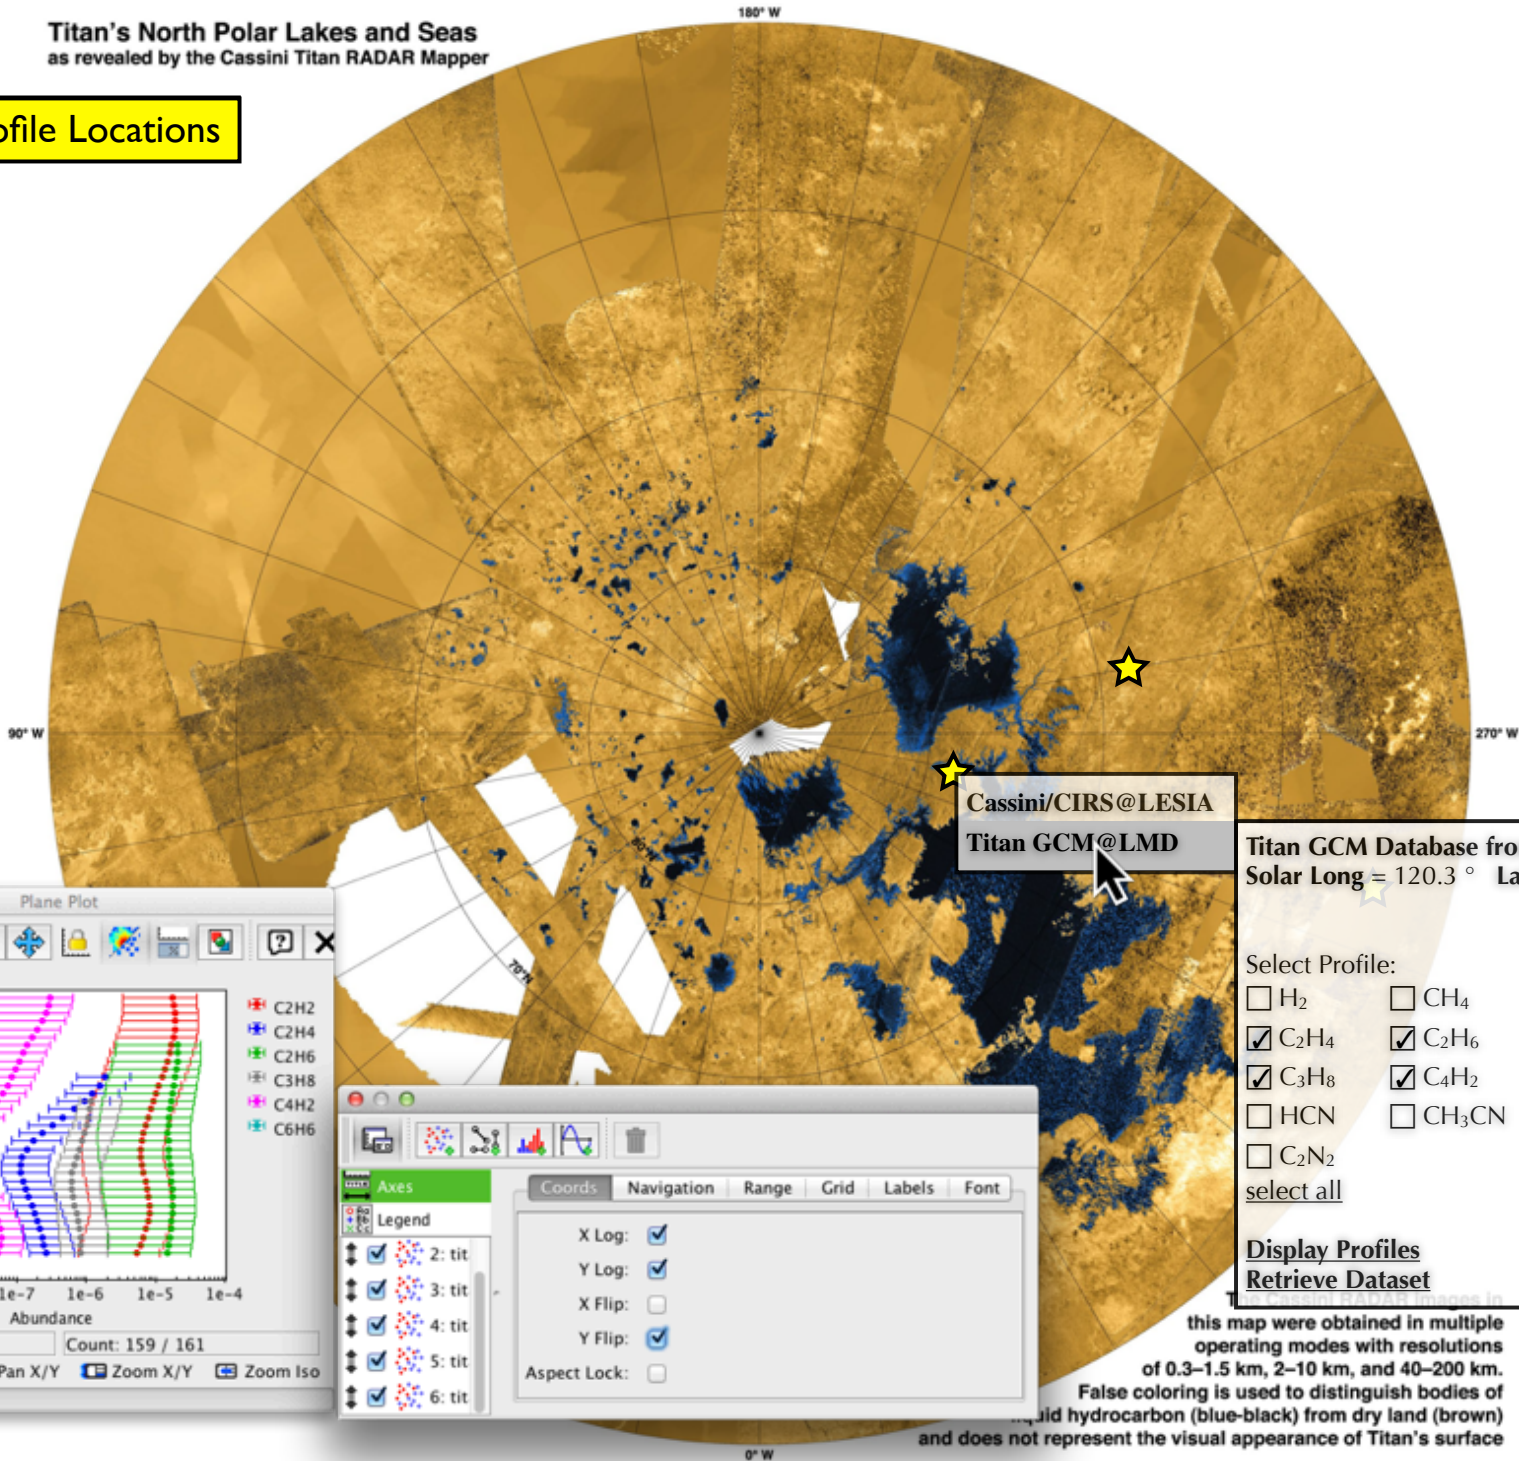 180° W
Titan's North Polar Lakes and Seas
as revealed by the Cassini Titan RADAR Mapper
ofile Locations
90° W
270° W
80°N
70°N
Cassini/CIRS@LESIA
Titan GCM@LMD
Titan GCM Database fro
Solar Long = 120.3 ° La
Select Profile:
H2 CH4
C2H4 C2H6
C3H8 C4H2
HCN CH3CN
C2N2
select all
Display Profiles
Retrieve Dataset
Plane Plot
C2H2
C2H4
C2H6
C3H8
C4H2
C6H6
1e-7 1e-6 1e-5 1e-4
Abundance
Count: 159 / 161
Pan X/Y Zoom X/Y Zoom Iso
Axes
Legend
2: tit
3: tit
4: tit
5: tit
6: tit
Coords Navigation Range Grid Labels Font
X Log:
Y Log:
X Flip:
Y Flip:
Aspect Lock:
The Cassini RADAR images in
this map were obtained in multiple
operating modes with resolutions
of 0.3–1.5 km, 2–10 km, and 40–200 km.
False coloring is used to distinguish bodies of
liquid hydrocarbon (blue-black) from dry land (brown)
and does not represent the visual appearance of Titan's surface
0° W